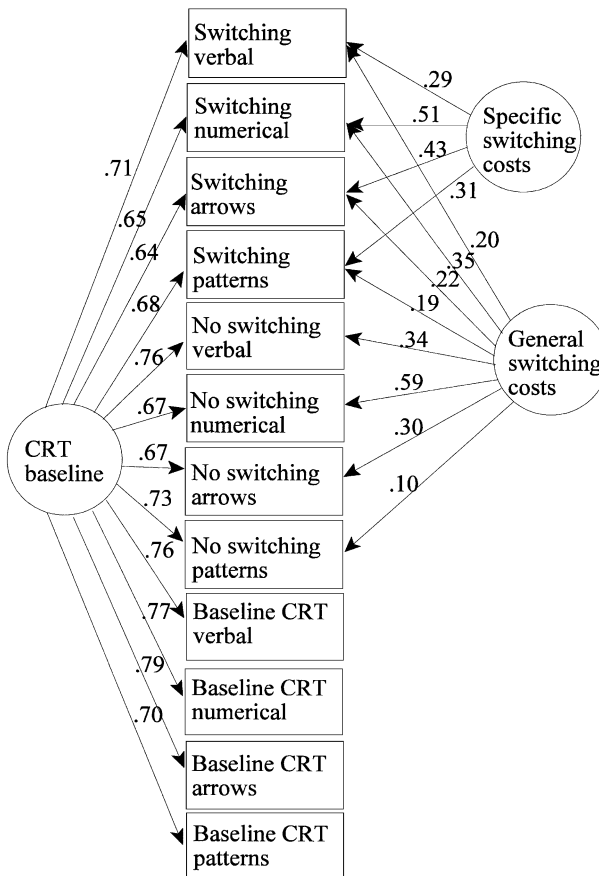 Switching
verbal
Switching
numerical
Switching
arrows
Switching
patterns
No switching
verbal
No switching
numerical
No switching
arrows
No switching
patterns
Baseline CRT
verbal
Baseline CRT
numerical
Baseline CRT
arrows
Baseline CRT
patterns
CRT
baseline
.71
.65
.64
.68
.76
.67
.67
.73
.76
.77
.79
.70
Specific
switching
costs
.29
.51
.43
.31
General
switching
costs
.20
.35
.22
.19
.34
.59
.30
.10